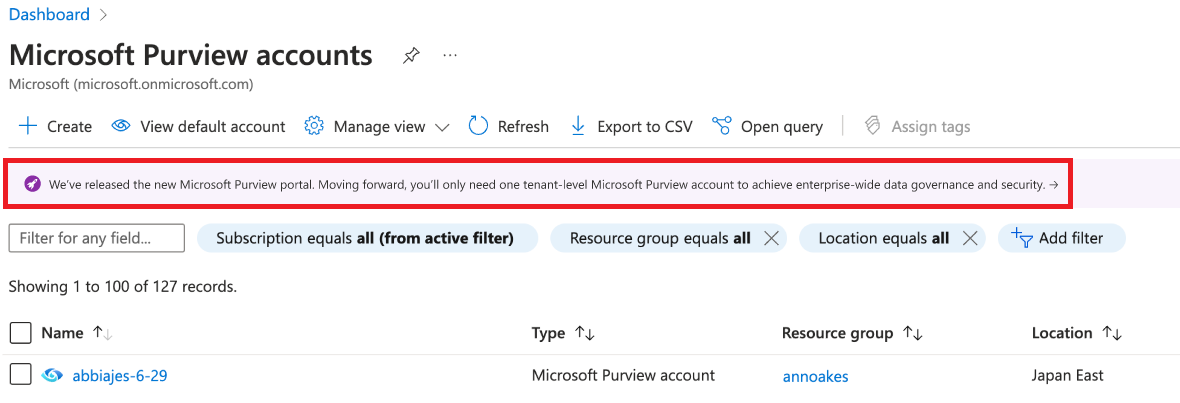 Dashboard
Microsoft Purview accounts
Microsoft (microsoft.onmicrosoft.com)
Create View default account Manage view Refresh Export to CSV Open query Assign tags
We've released the new Microsoft Purview portal. Moving forward, you'll only need one tenant-level Microsoft Purview account to achieve enterprise-wide data governance and security. →
Filter for any field... Subscription equals all (from active filter) Resource group equals all Location equals all Add filter
Showing 1 to 100 of 127 records.
Name Type Resource group Location
abbiajes-6-29 Microsoft Purview account annoakes Japan East